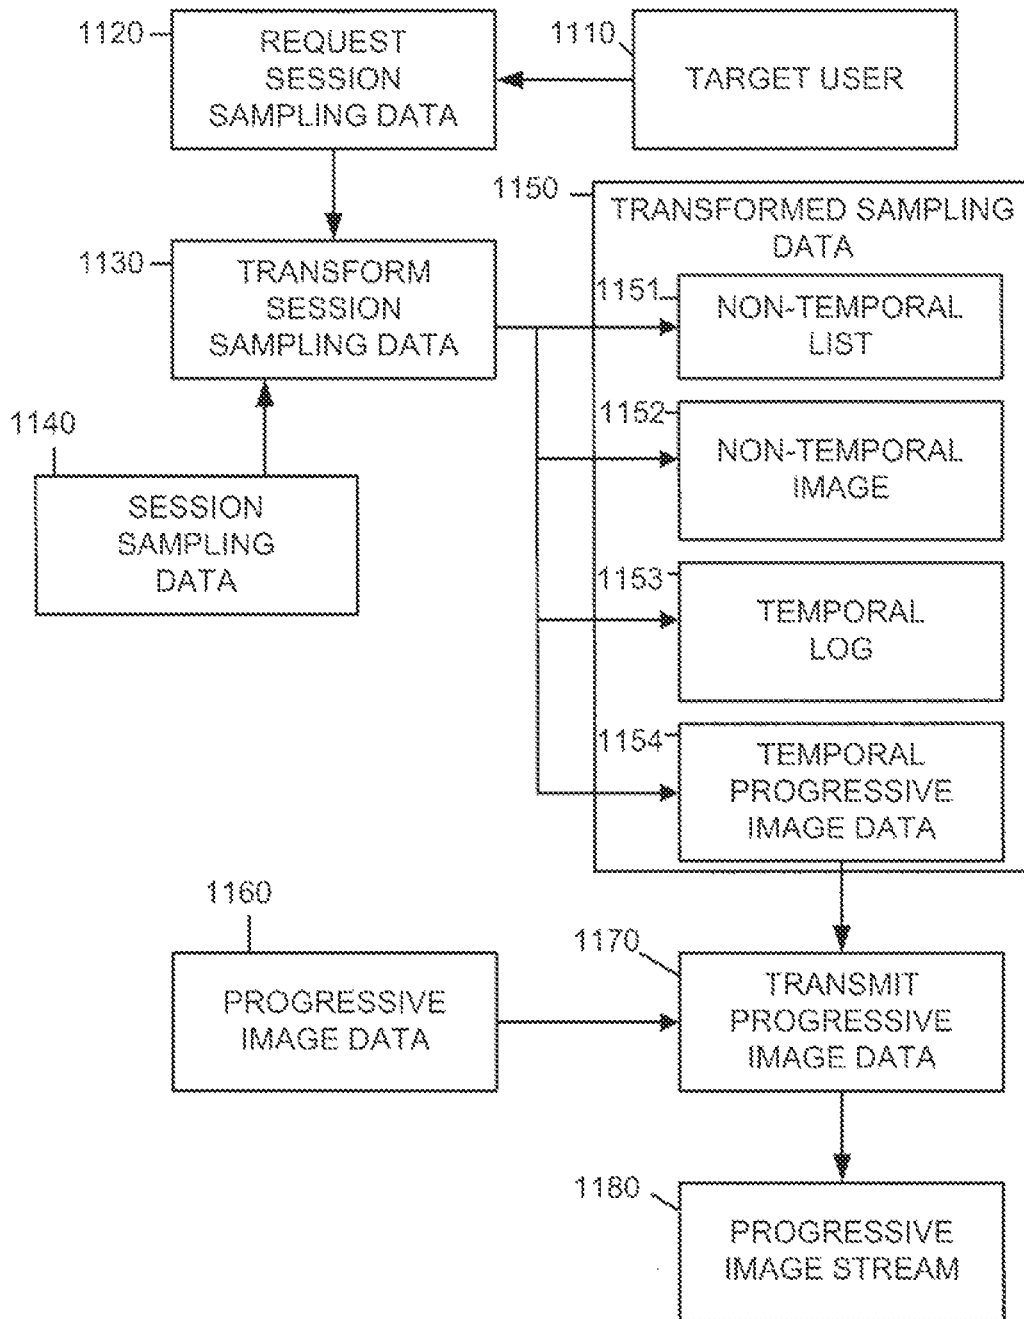 1120
REQUEST
SESSION
SAMPLING DATA
1110
TARGET USER
1130
TRANSFORM
SESSION
SAMPLING DATA
1140
SESSION
SAMPLING
DATA
1150
TRANSFORMED SAMPLING
DATA
1151
NON-TEMPORAL
LIST
1152
NON-TEMPORAL
IMAGE
1153
TEMPORAL
LOG
1154
TEMPORAL
PROGRESSIVE
IMAGE DATA
1160
PROGRESSIVE
IMAGE DATA
1170
TRANSMIT
PROGRESSIVE
IMAGE DATA
1180
PROGRESSIVE
IMAGE STREAM